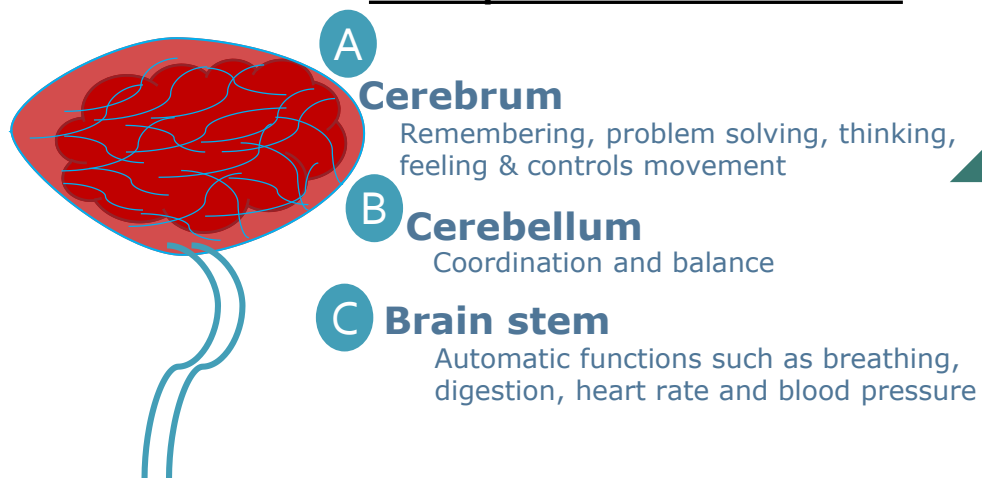 A
Cerebrum
Remembering, problem solving, thinking,
feeling & controls movement
B
Cerebellum
Coordination and balance
C
Brain stem
Automatic functions such as breathing,
digestion, heart rate and blood pressure